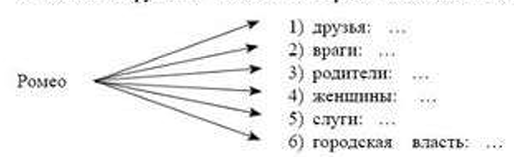 1) друзья: ...
2) враги: ...
3) родители: ...
Ромео
4) женщины: ...
5) слуги: ...
6) городская власть: ...